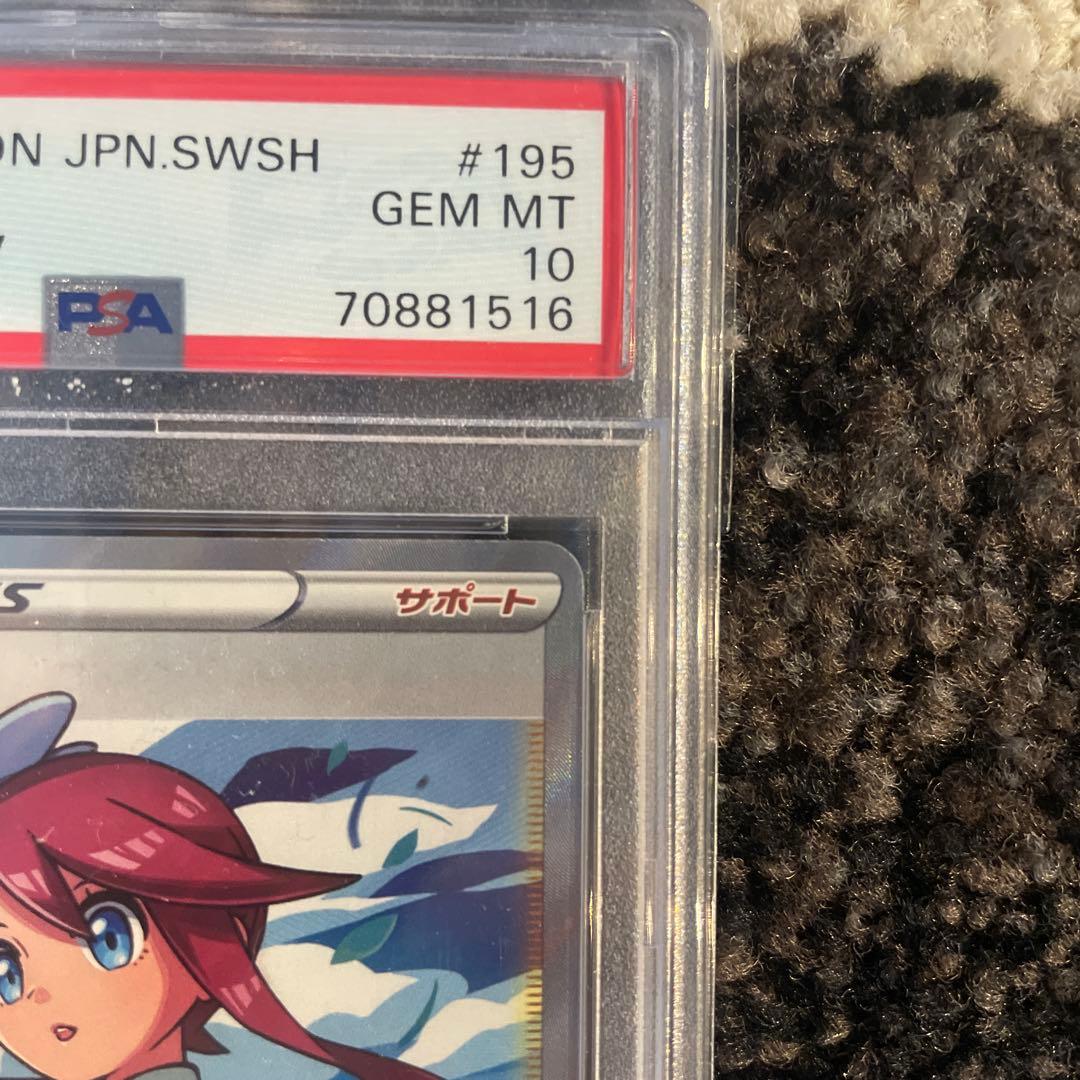 ON JPN.SWSH #195
GEM MT
10
PSA 70881516
サポート